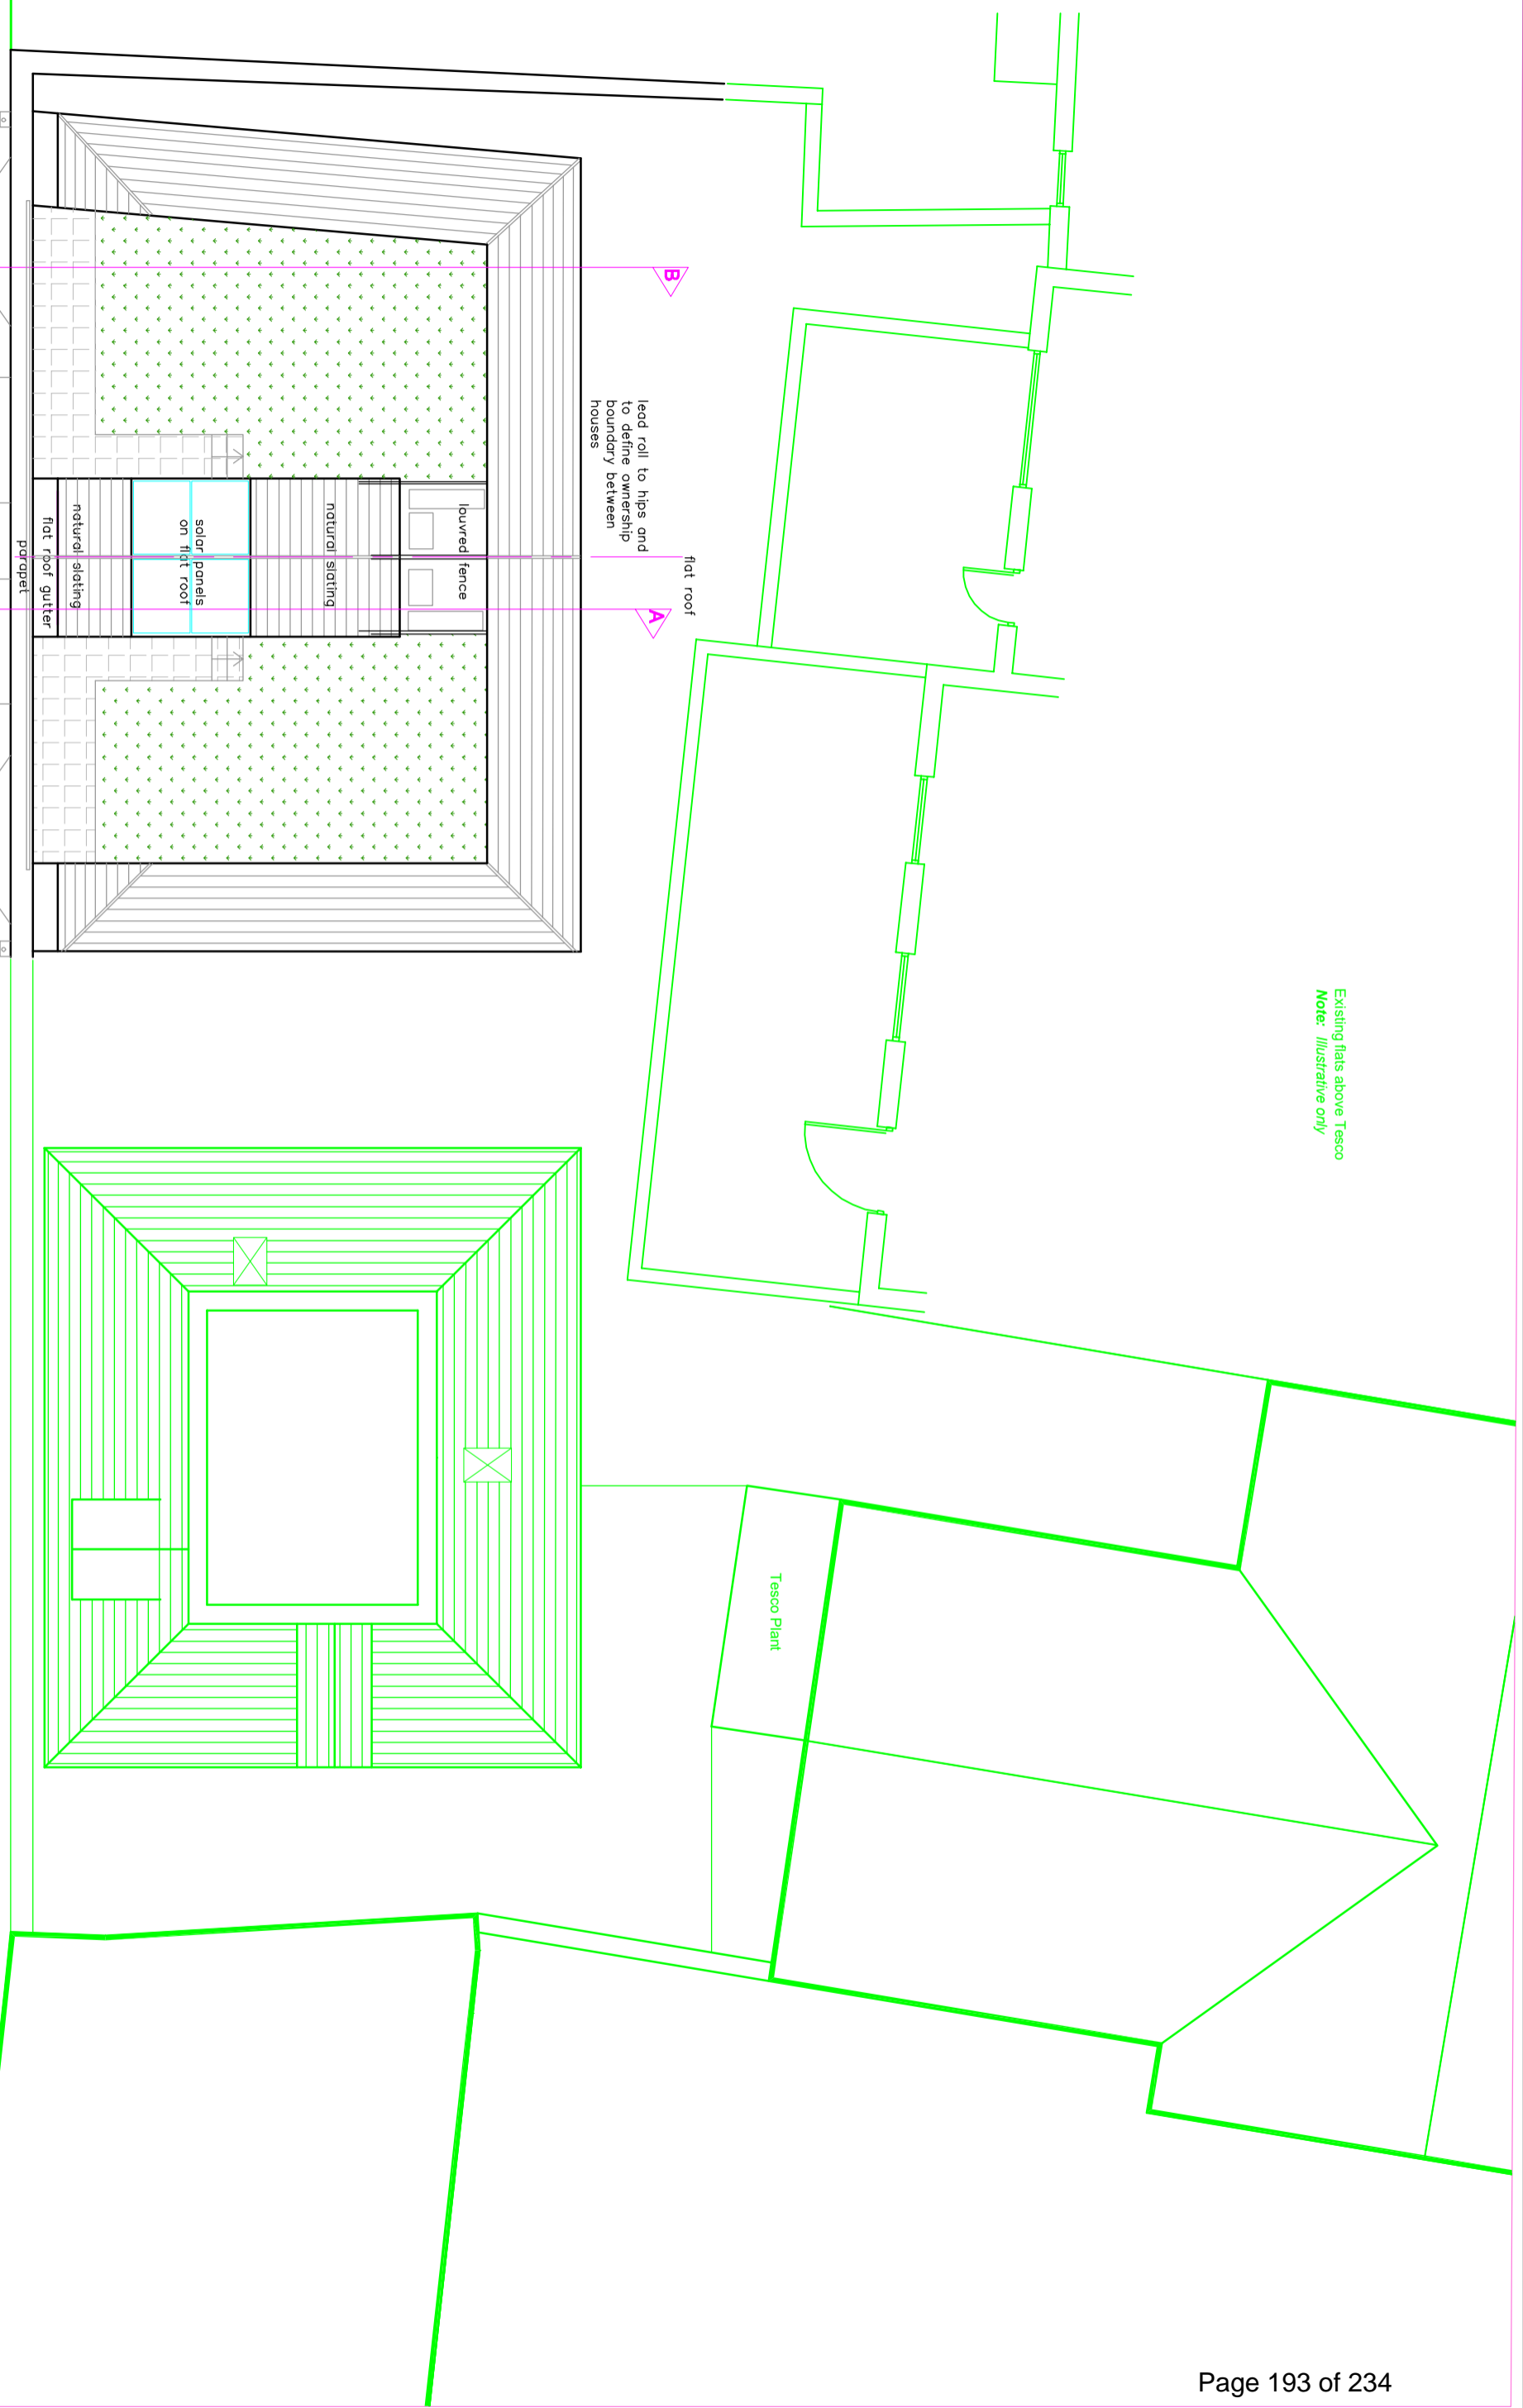 Existing flats above Tesco
Note: Illustrative only
B
lead roll to hips and
to define ownership
boundary between
houses
flat roof
A
louvred fence
natural slating
solar panels
on flat roof
natural slating
flat roof gutter
parapet
Tesco Plant
Page 193 of 234